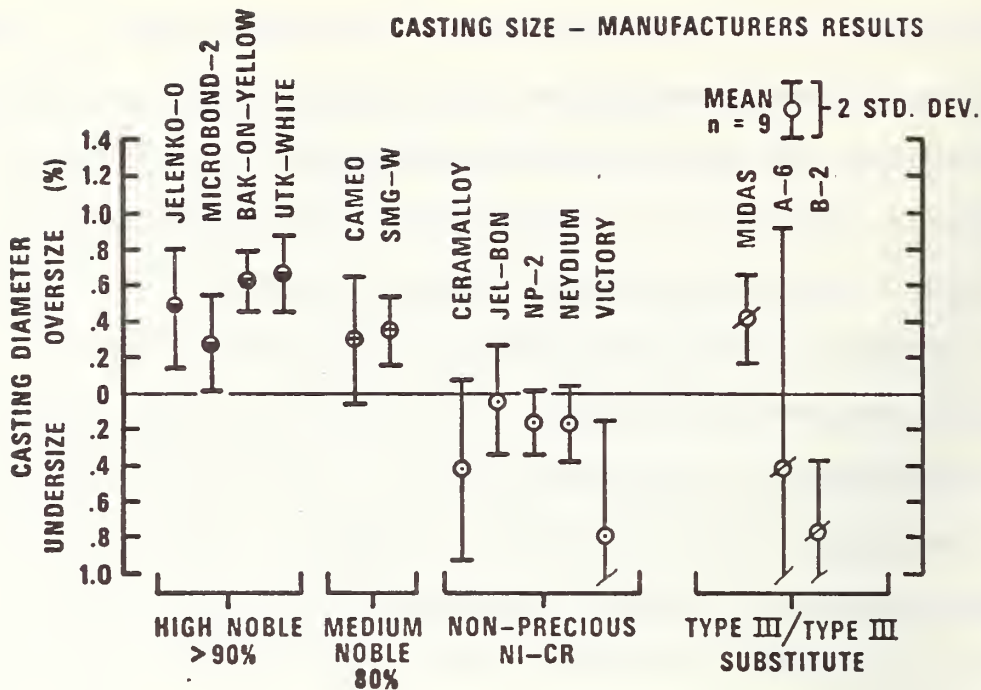 CASTING SIZE – MANUFACTURERS RESULTS
MEAN
n = 9
2 STD. DEV.
CASTING DIAMETER
UNDERSIZE OVERSIZE (%)
1.4
1.2
1.0
.8
.6
.4
.2
0
.2
.4
.6
.8
1.0
JELENKO-O
MICROBOND-2
BAK-ON-YELLOW
UTK-WHITE
CAMEO
SMG-W
CERAMALLOY
JEL-BON
NP-2
NEYDIUM
VICTORY
MIDAS
A-6
B-2
HIGH NOBLE
>90%
MEDIUM
NOBLE
80%
NON-PRECIOUS
NI-CR
TYPE III/TYPE III
SUBSTITUTE